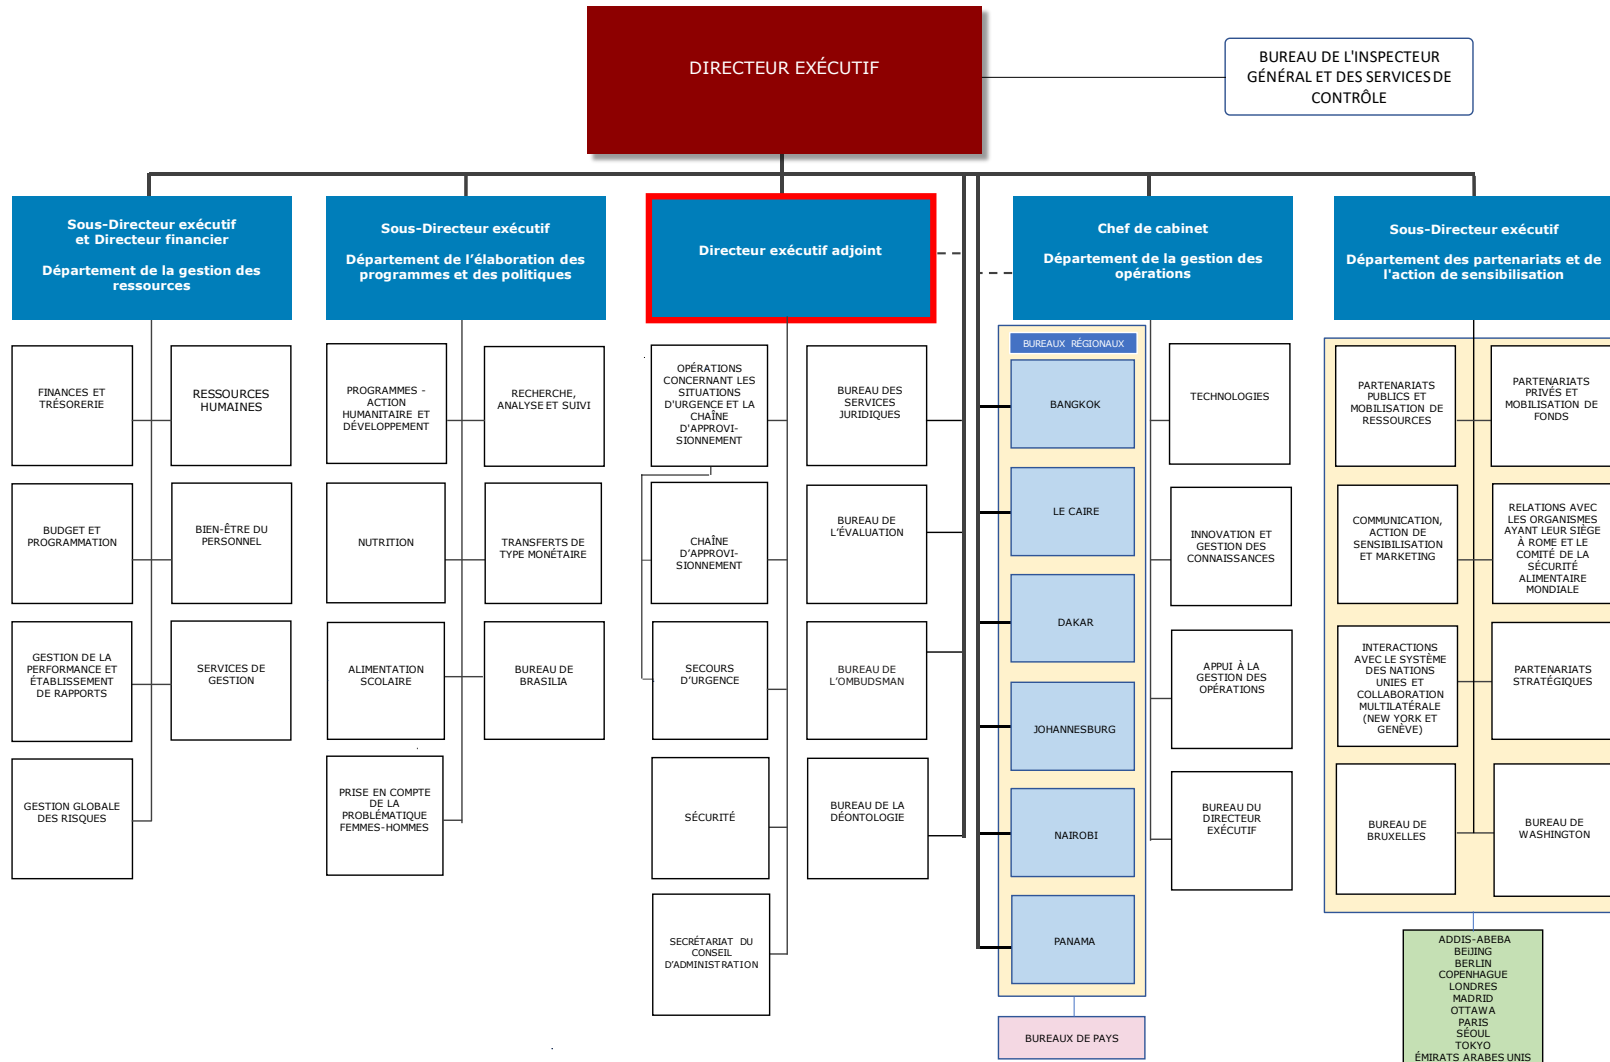 DIRECTEUR EXÉCUTIF
BUREAU DE L'INSPECTEUR
GÉNÉRAL ET DES SERVICES DE
CONTRÔLE
Sous-Directeur exécutif
et Directeur financier
Département de la gestion des
ressources
Sous-Directeur exécutif
Département de l'élaboration des
programmes et des politiques
Directeur exécutif adjoint
Chef de cabinet
Département de la gestion des
opérations
Sous-Directeur exécutif
Département des partenariats et de
l'action de sensibilisation
FINANCES ET
TRÉSORERIE
RESSOURCES
HUMAINES
BUDGET ET
PROGRAMMATION
BIEN-ÊTRE DU
PERSONNEL
GESTION DE LA
PERFORMANCE ET
ÉTABLISSEMENT
DE RAPPORTS
SERVICES DE
GESTION
GESTION GLOBALE
DES RISQUES
PROGRAMMES -
ACTION
HUMANITAIRE ET
DÉVELOPPEMENT
RECHERCHE,
ANALYSE ET SUIVI
NUTRITION
TRANSFERTS DE
TYPE MONÉTAIRE
ALIMENTATION
SCOLAIRE
BUREAU DE
BRASILIA
PRISE EN COMPTE
DE LA
PROBLÉMATIQUE
FEMMES-HOMMES
OPÉRATIONS
CONCERNANT LES
SITUATIONS
D'URGENCE ET LA
CHAÎNE
D'APPROVI-
SIONNEMENT
BUREAU DES
SERVICES
JURIDIQUES
CHAÎNE
D'APPROVI-
SIONNEMENT
BUREAU DE
L'ÉVALUATION
SECOURS
D'URGENCE
BUREAU DE
L'OMBUDSMAN
SÉCURITÉ
BUREAU DE LA
DÉONTOLOGIE
SECRÉTARIAT DU
CONSEIL
D'ADMINISTRATION
BUREAUX RÉGIONAUX
BANGKOK
LE CAIRE
DAKAR
JOHANNESBURG
NAIROBI
PANAMA
BUREAUX DE PAYS
TECHNOLOGIES
INNOVATION ET
GESTION DES
CONNAISSANCES
APPUI À LA
GESTION DES
OPÉRATIONS
BUREAU DU
DIRECTEUR
EXÉCUTIF
PARTENARIATS
PUBLICS ET
MOBILISATION DE
RESSOURCES
PARTENARIATS
PRIVÉS ET
MOBILISATION DE
FONDS
COMMUNICATION,
ACTION DE
SENSIBILISATION
ET MARKETING
RELATIONS AVEC
LES ORGANISMES
AYANT LEUR SIÈGE
À ROME ET LE
COMITÉ DE LA
SÉCURITÉ
ALIMENTAIRE
MONDIALE
INTERACTIONS
AVEC LE SYSTÈME
DES NATIONS
UNIES ET
COLLABORATION
MULTILATÉRALE
(NEW YORK ET
GENÈVE)
PARTENARIATS
STRATÉGIQUES
BUREAU DE
BRUXELLES
BUREAU DE
WASHINGTON
ADDIS-ABEBA
BEIJING
BERLIN
COPENHAGUE
LONDRES
MADRID
OTTAWA
PARIS
SÉOUL
TOKYO
ÉMIRATS ARABES UNIS